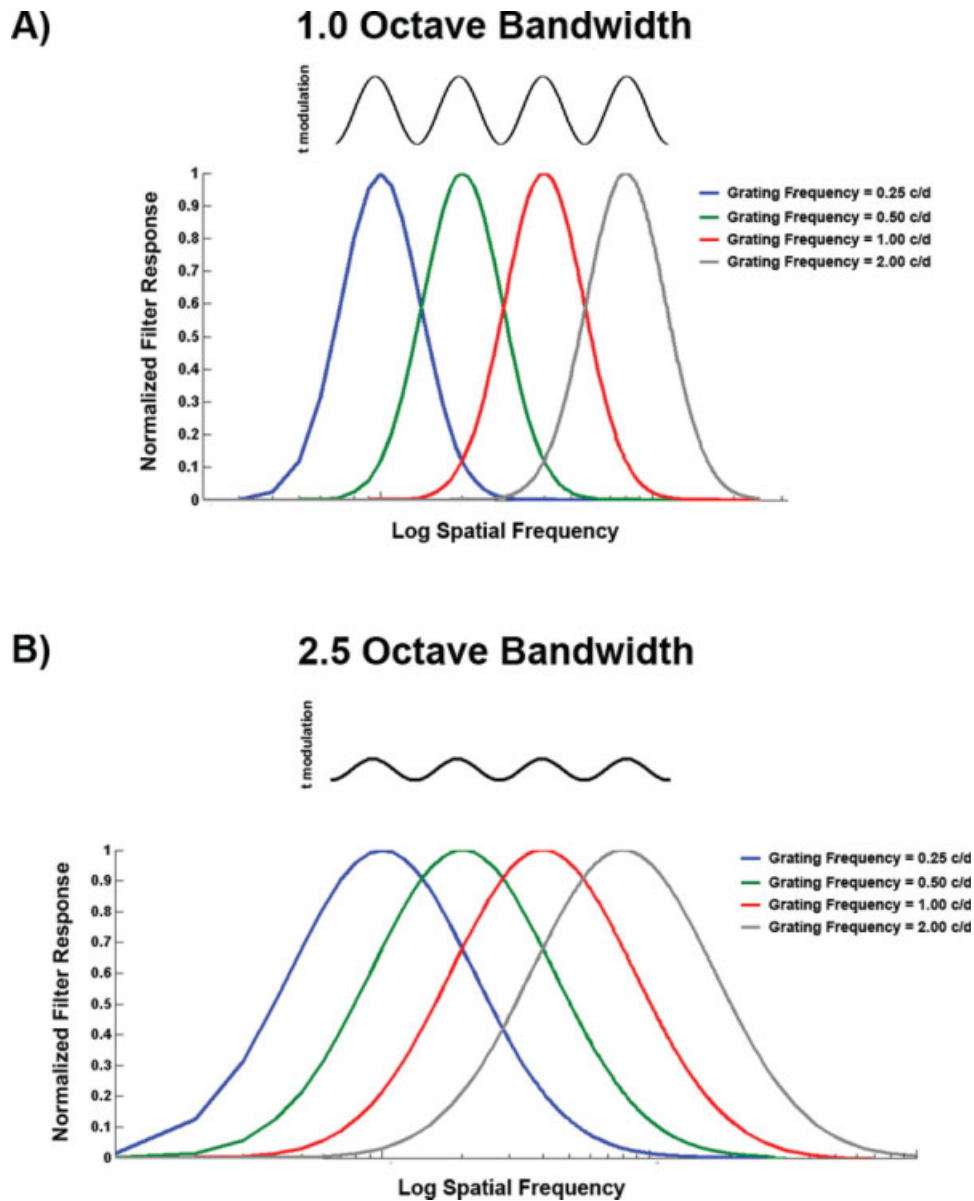 A)
1.0 Octave Bandwidth
t modulation
Normalized Filter Response
1
0.9
0.8
0.7
0.6
0.5
0.4
0.3
0.2
0.1
0
Grating Frequency = 0.25 c/d
Grating Frequency = 0.50 c/d
Grating Frequency = 1.00 c/d
Grating Frequency = 2.00 c/d
Log Spatial Frequency
B)
2.5 Octave Bandwidth
t modulation
Normalized Filter Response
1
0.9
0.8
0.7
0.6
0.5
0.4
0.3
0.2
0.1
0
Grating Frequency = 0.25 c/d
Grating Frequency = 0.50 c/d
Grating Frequency = 1.00 c/d
Grating Frequency = 2.00 c/d
Log Spatial Frequency